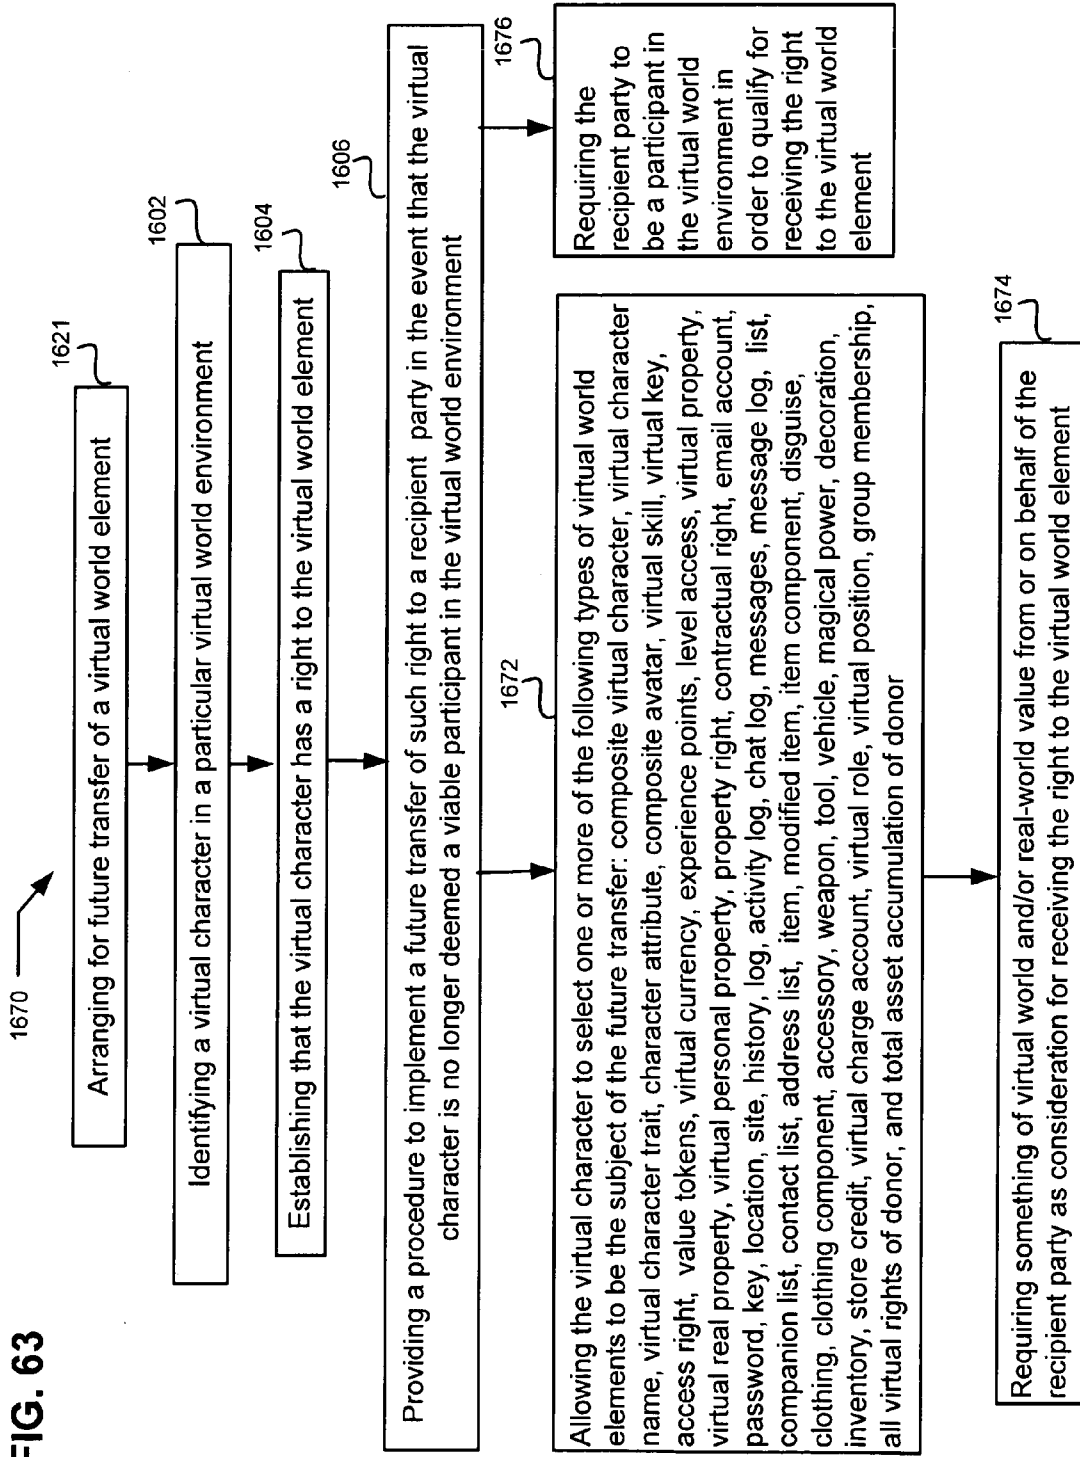 FIG. 63
1670
1621
Arranging for future transfer of a virtual world element
1602
Identifying a virtual character in a particular virtual world environment
1604
Establishing that the virtual character has a right to the virtual world element
1606
Providing a procedure to implement a future transfer of such right to a recipient party in the event that the virtual
character is no longer deemed a viable participant in the virtual world environment
1672
Allowing the virtual character to select one or more of the following types of virtual world
elements to be the subject of the future transfer: composite virtual character, virtual character
name, virtual character trait, character attribute, composite avatar, virtual skill, virtual key,
access right, value tokens, virtual currency, experience points, level access, virtual property,
virtual real property, virtual personal property, property right, contractual right, email account,
password, key, location, site, history, log, activity log, chat log, messages, message log, list,
companion list, contact list, address list, item, modified item, item component, disguise,
clothing, clothing component, accessory, weapon, tool, vehicle, magical power, decoration,
inventory, store credit, virtual charge account, virtual role, virtual position, group membership,
all virtual rights of donor, and total asset accumulation of donor
1676
Requiring the
recipient party to
be a participant in
the virtual world
environment in
order to qualify for
receiving the right
to the virtual world
element
1674
Requiring something of virtual world and/or real-world value from or on behalf of the
recipient party as consideration for receiving the right to the virtual world element